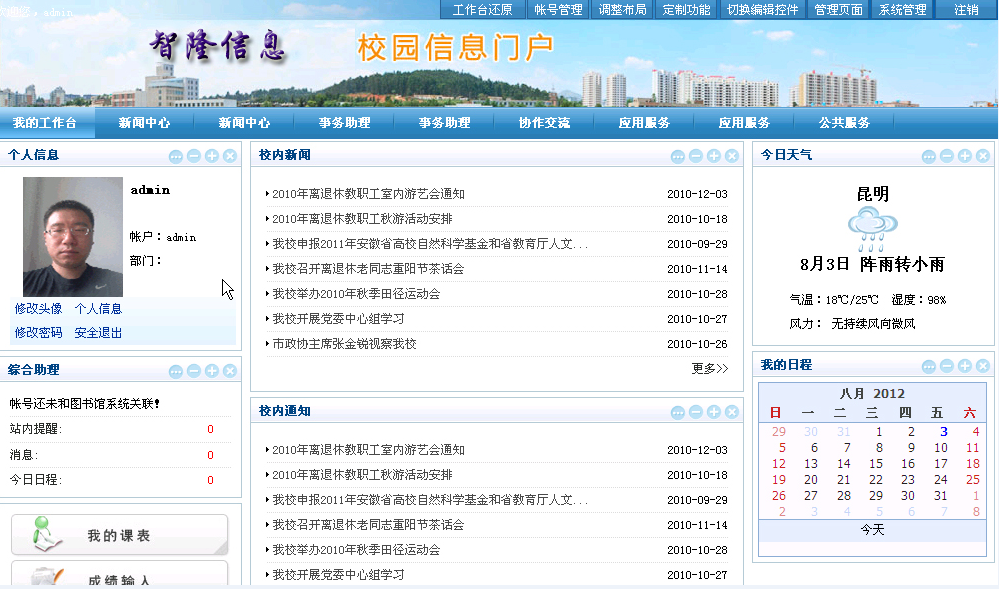 欢迎您，admin
工作台还原 帐号管理 调整布局 定制功能 切换编辑控件 管理页面 系统管理 注销
智隆信息 校园信息门户
我的工作台 新闻中心 新闻中心 事务助理 事务助理 协作交流 应用服务 应用服务 公共服务
个人信息
admin
帐户：admin
部门：
修改头像 个人信息
修改密码 安全退出
综合助理
帐号还未和图书馆系统关联!
站内提醒: 0
消息: 0
今日日程: 0
我的课表
成绩输入
校内新闻
2010年离退休教职工室内游艺会通知 2010-12-03
2010年离退休教职工秋游活动安排 2010-10-18
我校申报2011年安徽省高校自然科学基金和省教育厅人文... 2010-09-29
我校召开离退休老同志重阳节茶话会 2010-11-14
我校举办2010年秋季田径运动会 2010-10-28
我校开展党委中心组学习 2010-10-27
市政协主席张金锐视察我校 2010-10-26
更多>>
校内通知
2010年离退休教职工室内游艺会通知 2010-12-03
2010年离退休教职工秋游活动安排 2010-10-18
我校申报2011年安徽省高校自然科学基金和省教育厅人文... 2010-09-29
我校召开离退休老同志重阳节茶话会 2010-11-14
我校举办2010年秋季田径运动会 2010-10-28
我校开展党委中心组学习 2010-10-27
今日天气
昆明
8月3日 阵雨转小雨
气温：18℃/25℃ 湿度：98%
风力： 无持续风向微风
我的日程
八月 2012
日 一 二 三 四 五 六
29 30 31 1 2 3 4
5 6 7 8 9 10 11
12 13 14 15 16 17 18
19 20 21 22 23 24 25
26 27 28 29 30 31 1
2 3 4 5 6 7 8
今天